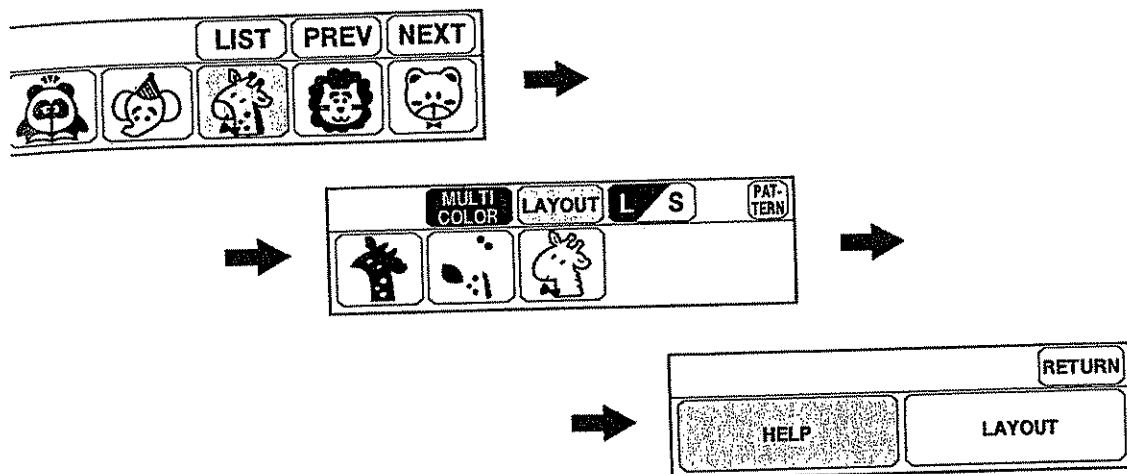 LIST PREV NEXT
MULTI
COLOR
LAYOUT
L S
PAT-
TERN
RETURN
HELP LAYOUT